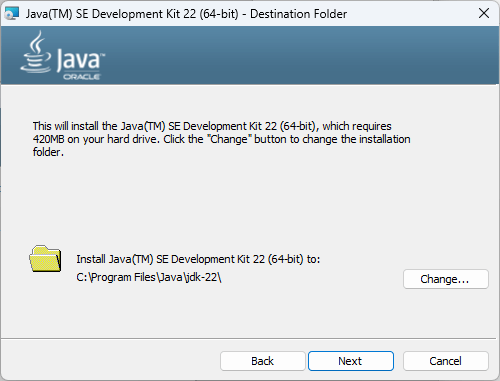 Java(TM) SE Development Kit 22 (64-bit) - Destination Folder
Java™
ORACLE
This will install the Java(TM) SE Development Kit 22 (64-bit), which requires
420MB on your hard drive. Click the "Change" button to change the installation
folder.
Install Java(TM) SE Development Kit 22 (64-bit) to:
C:\Program Files\Java\jdk-22\
Change...
Back
Next
Cancel